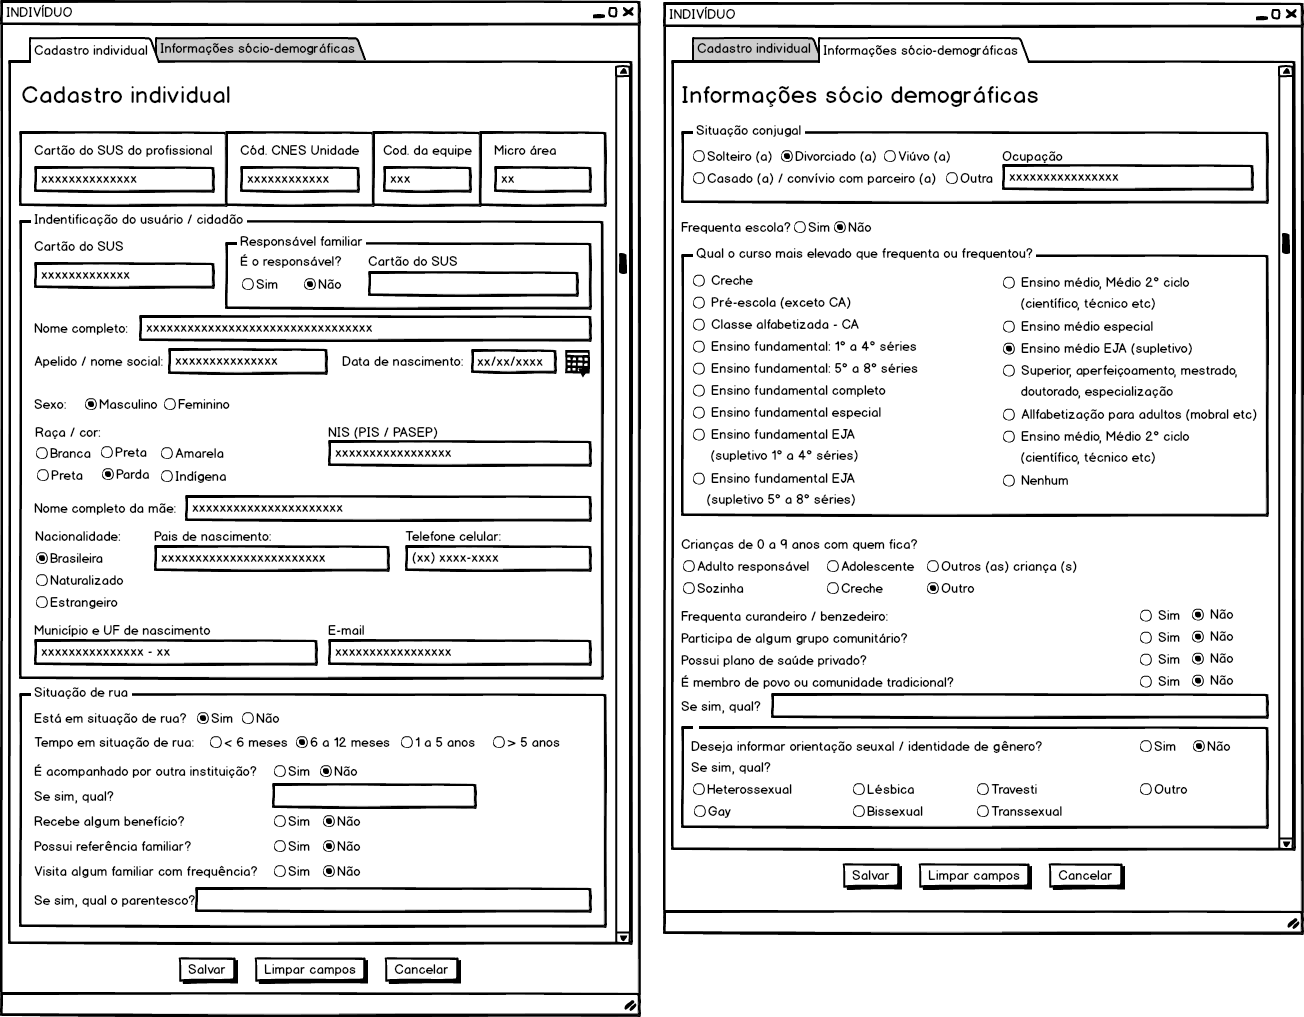 INDIVÍDUO
Cadastro individual
Informações sócio-demográficas
Cadastro individual
Cartão do SUS do profissional
Cód. CNES Unidade
Cod. da equipe
Micro área
xxxxxxxxxxxxxx
xxxxxxxxxxxx
xxx
xx
Indentificação do usuário / cidadão
Cartão do SUS
xxxxxxxxxxxxx
Responsável familiar
É o responsável?
Cartão do SUS
Sim Não
Nome completo: xxxxxxxxxxxxxxxxxxxxxxxxxxxxxxxxx
Apelido / nome social: xxxxxxxxxxxxxxx Data de nascimento: xx/xx/xxxx
Sexo: Masculino Feminino
Raça / cor:
NIS (PIS / PASEP)
Branca Preta Amarela
xxxxxxxxxxxxxxxxx
Preta Parda Indígena
Nome completo da mãe: xxxxxxxxxxxxxxxxxxxxxx
Nacionalidade:
Pais de nascimento:
Telefone celular:
Brasileira
xxxxxxxxxxxxxxxxxxxxxxxx
(xx) xxxx-xxxx
Naturalizado
Estrangeiro
Município e UF de nascimento
E-mail
xxxxxxxxxxxxxxx - xx
xxxxxxxxxxxxxxxxx
Situação de rua
Está em situação de rua? Sim Não
Tempo em situação de rua: < 6 meses 6 a 12 meses 1 a 5 anos > 5 anos
É acompanhado por outra instituição? Sim Não
Se sim, qual?
Recebe algum benefício? Sim Não
Possui referência familiar? Sim Não
Visita algum familiar com frequência? Sim Não
Se sim, qual o parentesco?
Salvar
Limpar campos
Cancelar
INDIVÍDUO
Cadastro individual
Informações sócio-demográficas
Informações sócio demográficas
Situação conjugal
Solteiro (a) Divorciado (a) Viúvo (a)
Ocupação
Casado (a) / convívio com parceiro (a) Outra
xxxxxxxxxxxxxxxx
Frequenta escola? Sim Não
Qual o curso mais elevado que frequenta ou frequentou?
Creche
Pré-escola (exceto CA)
Classe alfabetizada - CA
Ensino fundamental: 1° a 4° séries
Ensino fundamental: 5° a 8° séries
Ensino fundamental completo
Ensino fundamental especial
Ensino fundamental EJA
(supletivo 1° a 4° séries)
Ensino fundamental EJA
(supletivo 5° a 8° séries)
Ensino médio, Médio 2° ciclo
(científico, técnico etc)
Ensino médio especial
Ensino médio EJA (supletivo)
Superior, aperfeiçoamento, mestrado,
doutorado, especialização
Allfabetização para adultos (mobral etc)
Ensino médio, Médio 2° ciclo
(científico, técnico etc)
Nenhum
Crianças de 0 a 9 anos com quem fica?
Adulto responsável Adolescente Outros (as) criança (s)
Sozinha Creche Outro
Frequenta curandeiro / benzedeiro: Sim Não
Participa de algum grupo comunitário? Sim Não
Possui plano de saúde privado? Sim Não
É membro de povo ou comunidade tradicional? Sim Não
Se sim, qual?
Deseja informar orientação seuxal / identidade de gênero? Sim Não
Se sim, qual?
Heterossexual Lésbica Travesti Outro
Gay Bissexual Transsexual
Salvar
Limpar campos
Cancelar